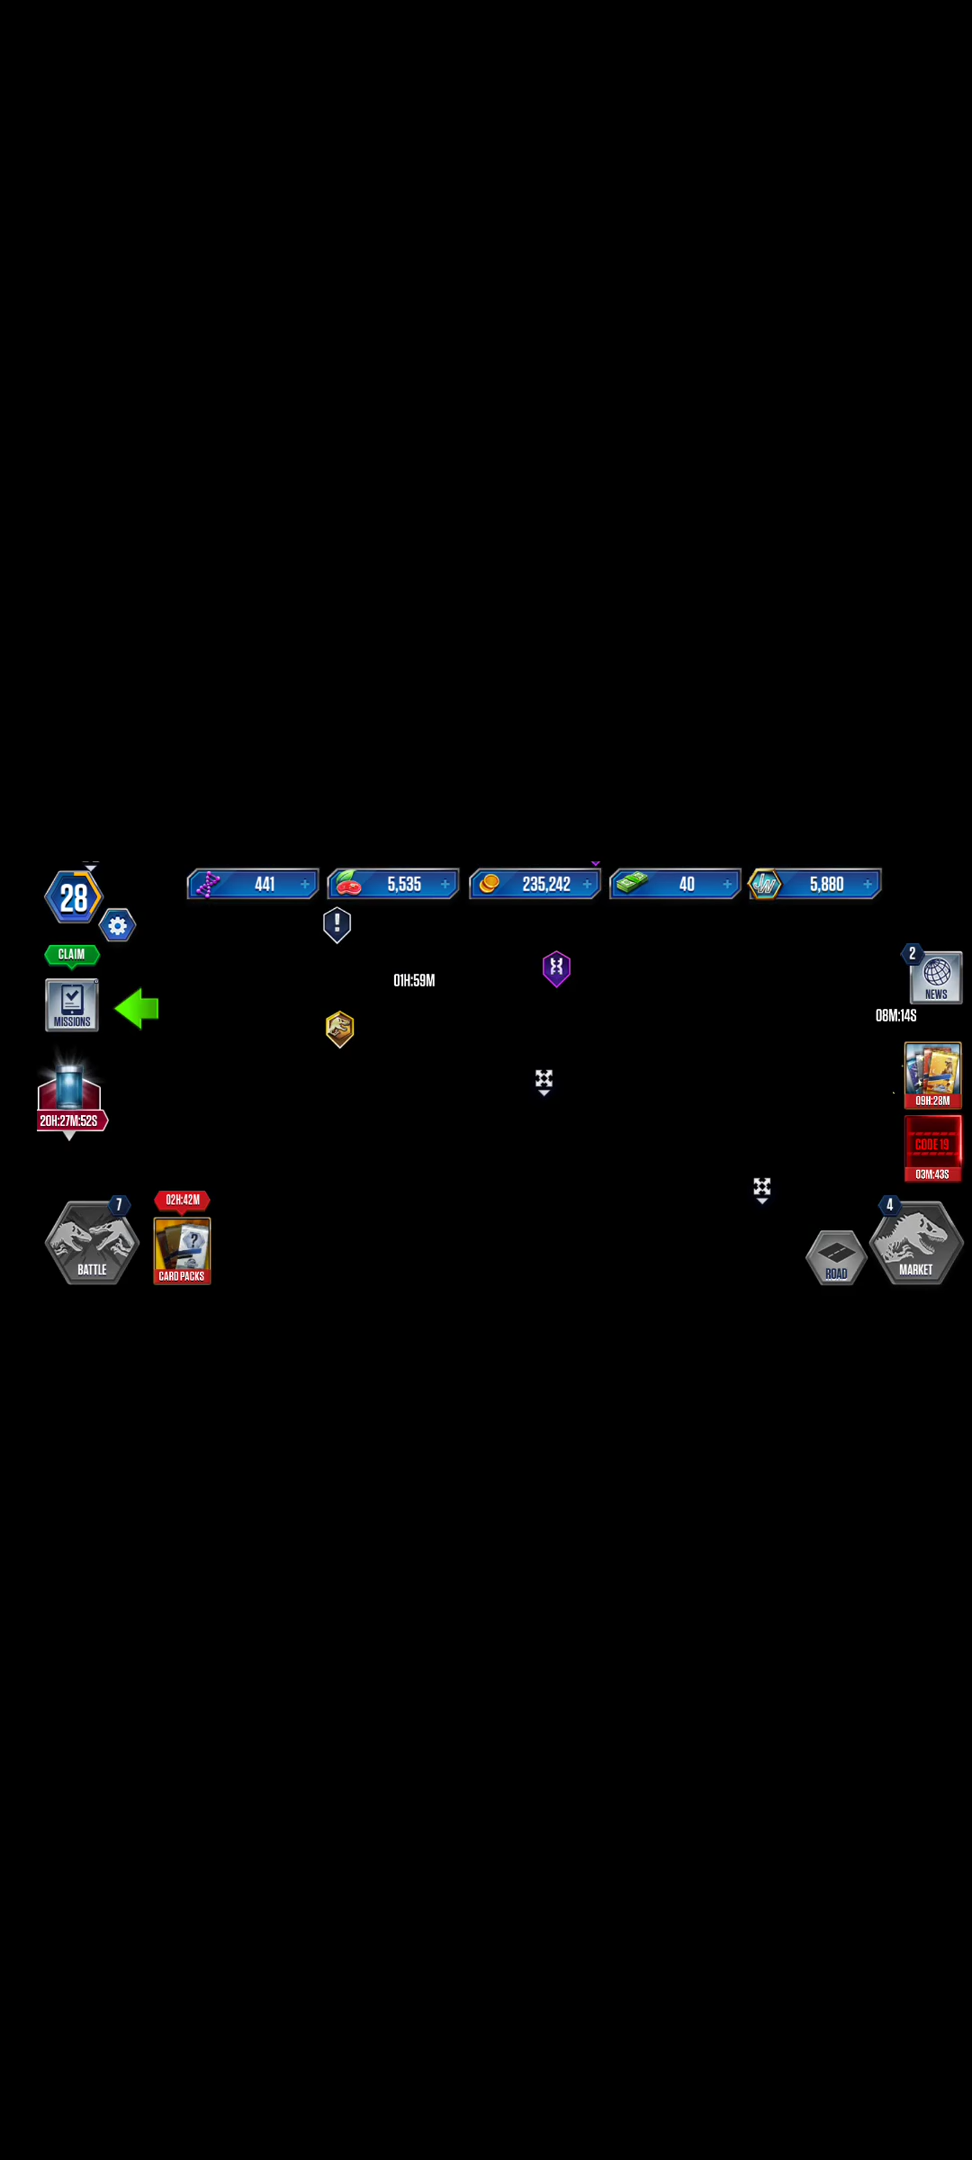 28
441
5,535
235,242
40
5,880
!
CLAIM
MISSIONS
01H:59M
2
NEWS
08M:14S
09H:28M
20H:27M:52S
CODE 19
03M:43S
7
BATTLE
02H:42M
?
CARD PACKS
ROAD
4
MARKET